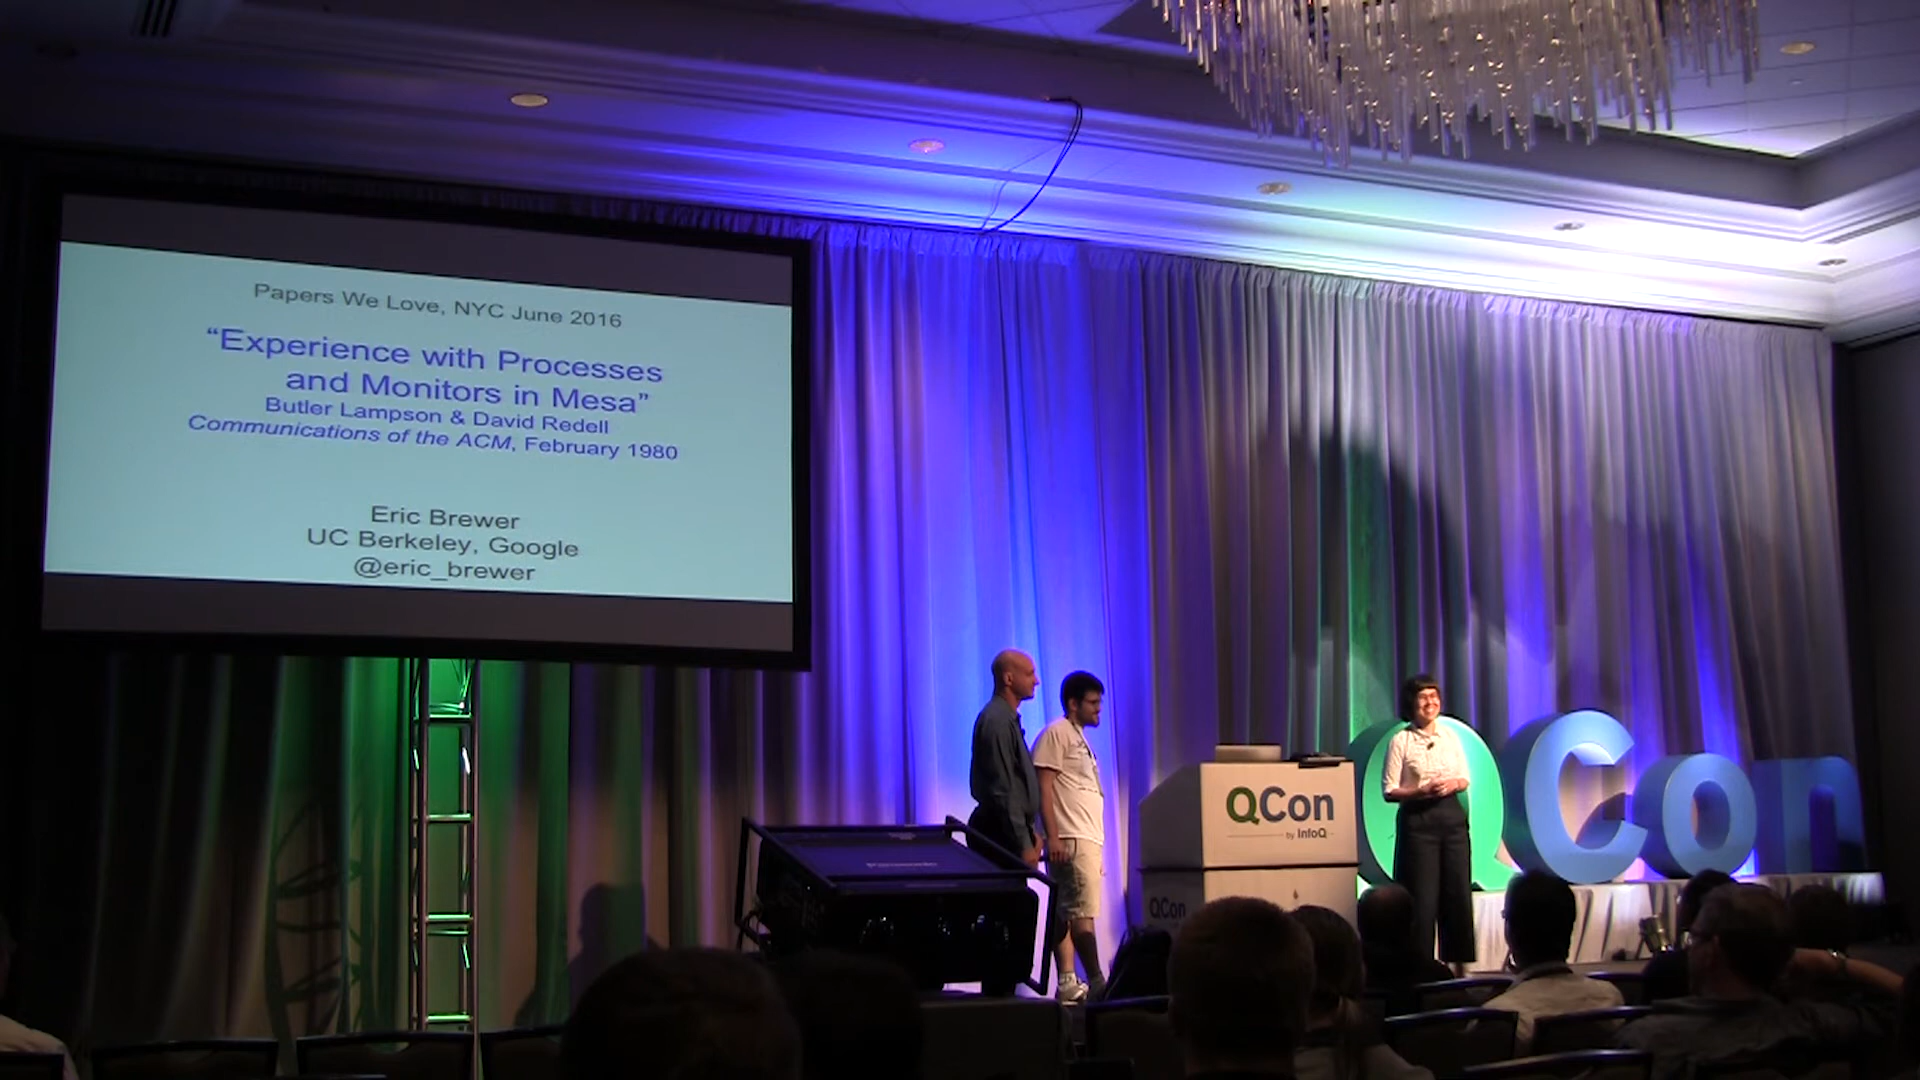 Papers We Love, NYC June 2016
“Experience with Processes
and Monitors in Mesa”
Butler Lampson & David Redell
Communications of the ACM, February 1980
Eric Brewer
UC Berkeley, Google
@eric_brewer
QCon
by InfoQ
QCon
QCon